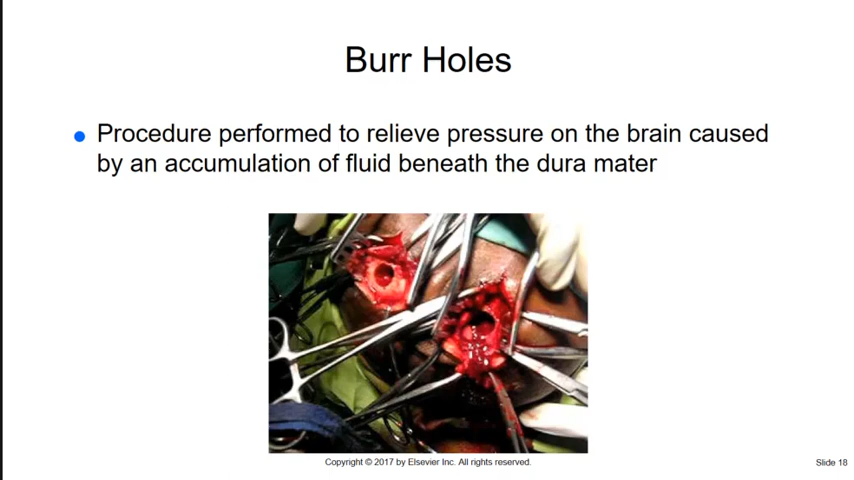 Burr Holes
Procedure performed to relieve pressure on the brain caused
by an accumulation of fluid beneath the dura mater
Copyright © 2017 by Elsevier Inc. All rights reserved.
Slide 18